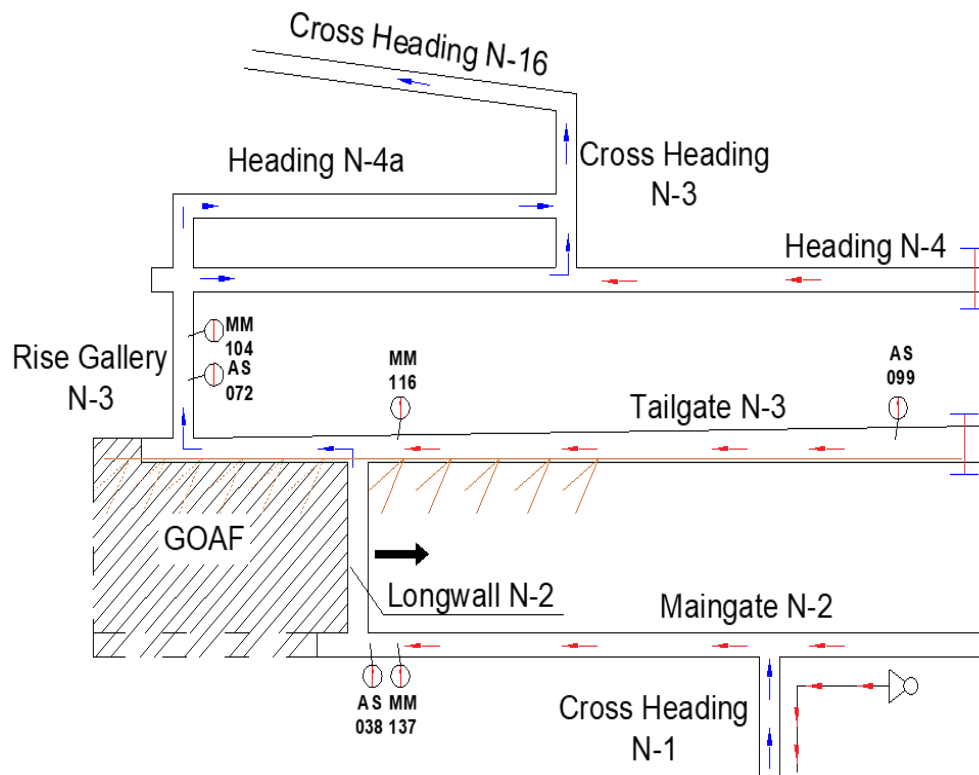 Cross Heading N-16
Heading N-4a
Cross Heading
N-3
Heading N-4
MM
104
AS
072
Rise Gallery
N-3
MM
116
AS
099
Tailgate N-3
GOAF
Longwall N-2
Maingate N-2
AS
038
MM
137
Cross Heading
N-1